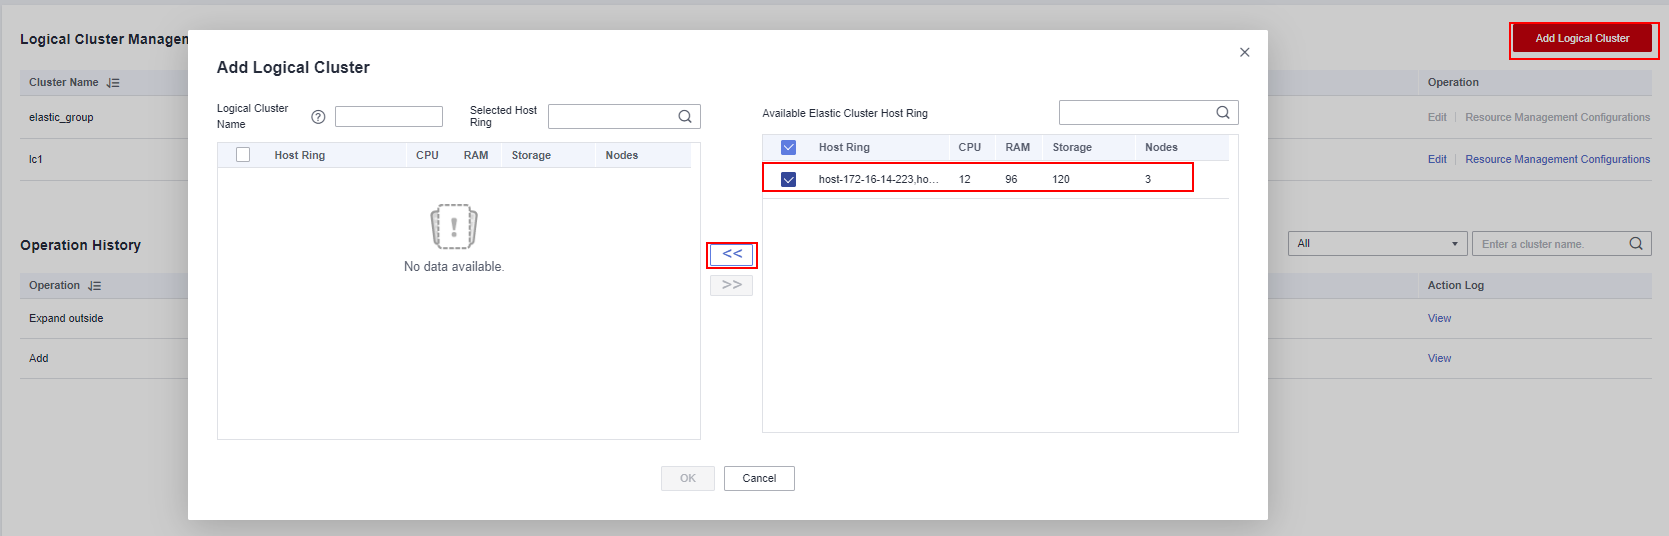 Logical Cluster Managem
Add Logical Cluster
Cluster Name
Operation
elastic_group
Edit | Resource Management Configurations
lc1
Edit | Resource Management Configurations
Operation History
All
Enter a cluster name.
Operation
Action Log
Expand outside
View
Add
View
Add Logical Cluster
Logical Cluster
Name
?
Selected Host
Ring
Available Elastic Cluster Host Ring
Host Ring CPU RAM Storage Nodes
No data available.
<<
>>
Host Ring CPU RAM Storage Nodes
host-172-16-14-223,ho... 12 96 120 3
OK
Cancel